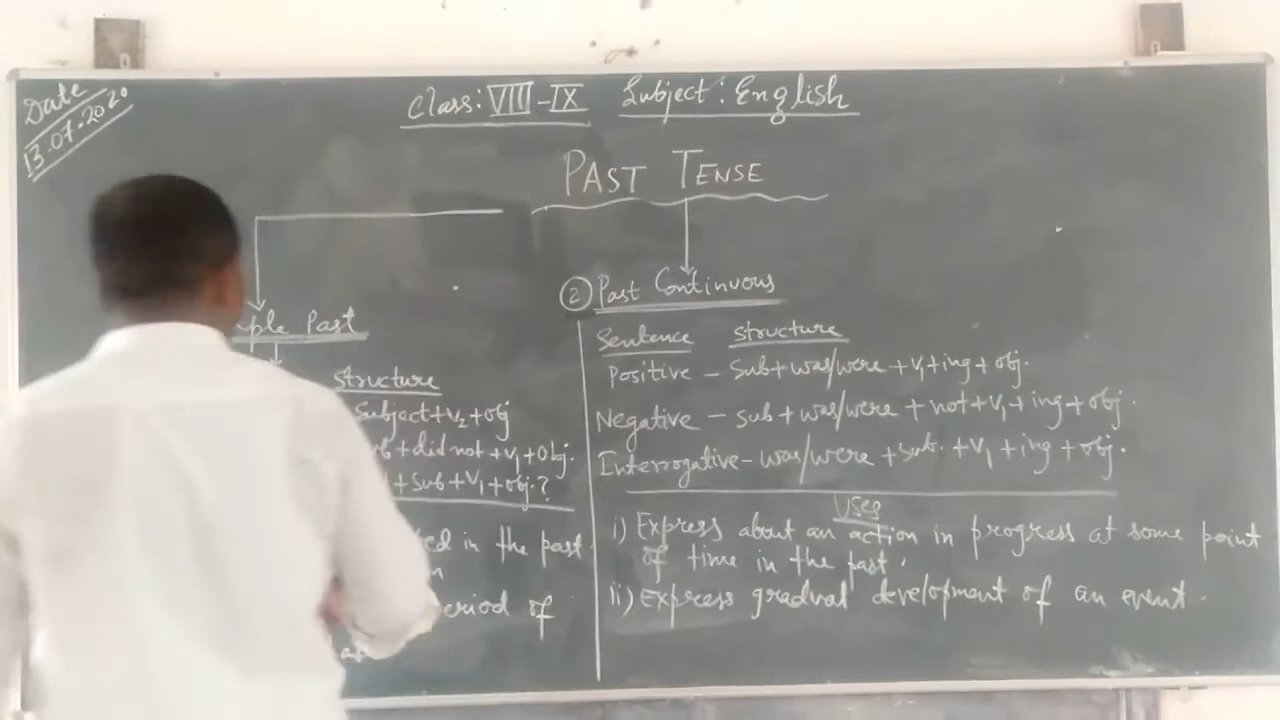 Date
13.07-2020
Class: VIII - IX Subject: English
PAST TENSE
Past
Structure
Subject+V₂+obj
+did not+V₁+Obj.
+Sub+V₁+obj.?
in the past.
of
② Past Continuous
Sentence Structure
Positive - Sub+was/were +V₁+ing+obj.
Negative - sub+was/were +not+V₁+ing+obj.
Interrogative - was/were +sub. +V₁ +ing+obj.
Uses
i) Express about an action in progress at some point
of time in the past.
ii) Express gradual development of an event.